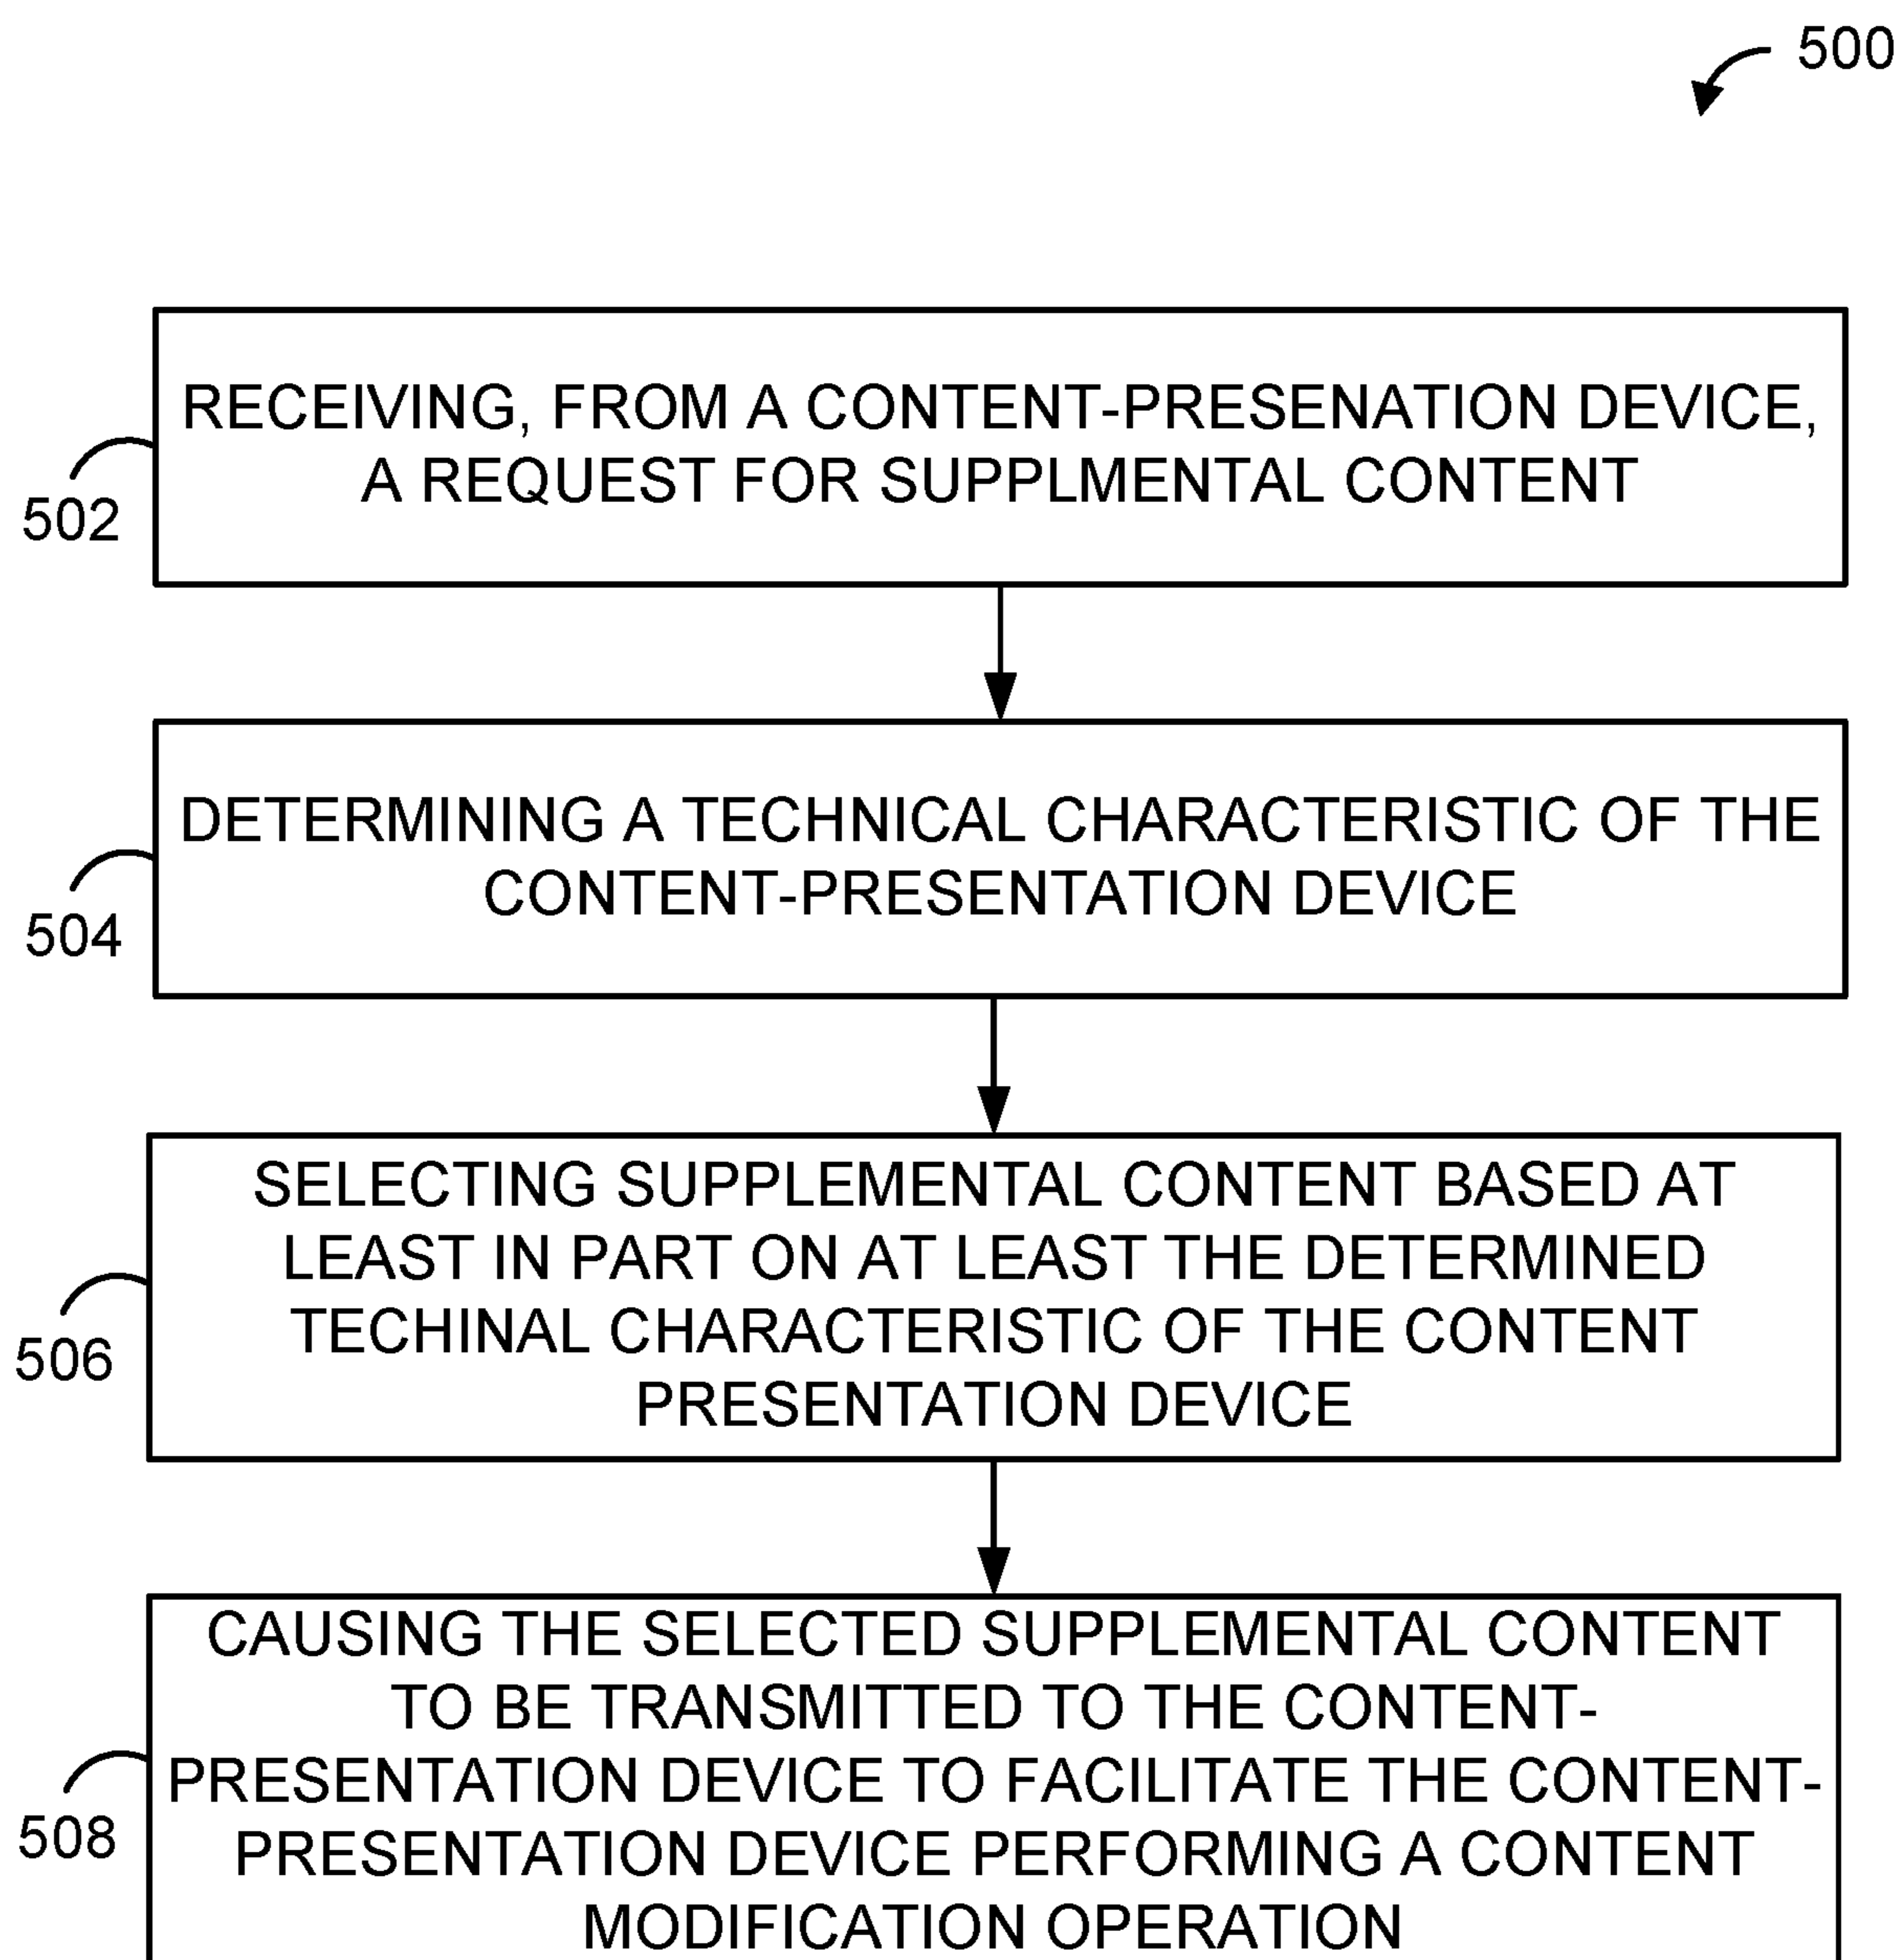 500
RECEIVING, FROM A CONTENT-PRESENATION DEVICE,
A REQUEST FOR SUPPLMENTAL CONTENT
502
DETERMINING A TECHNICAL CHARACTERISTIC OF THE
CONTENT-PRESENTATION DEVICE
504
SELECTING SUPPLEMENTAL CONTENT BASED AT
LEAST IN PART ON AT LEAST THE DETERMINED
TECHINAL CHARACTERISTIC OF THE CONTENT
PRESENTATION DEVICE
506
CAUSING THE SELECTED SUPPLEMENTAL CONTENT
TO BE TRANSMITTED TO THE CONTENT-
PRESENTATION DEVICE TO FACILITATE THE CONTENT-
PRESENTATION DEVICE PERFORMING A CONTENT
MODIFICATION OPERATION
508